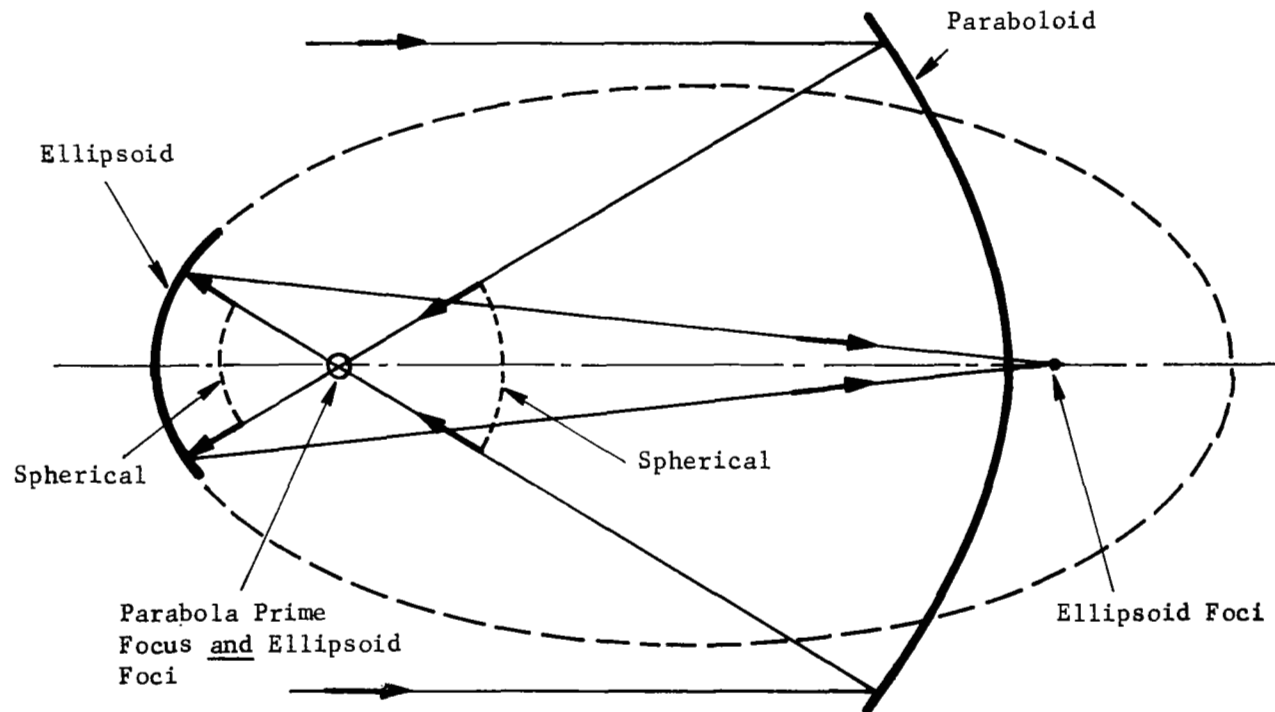 Paraboloid
Ellipsoid
Spherical
Spherical
Parabola Prime
Focus and Ellipsoid
Foci
Ellipsoid Foci